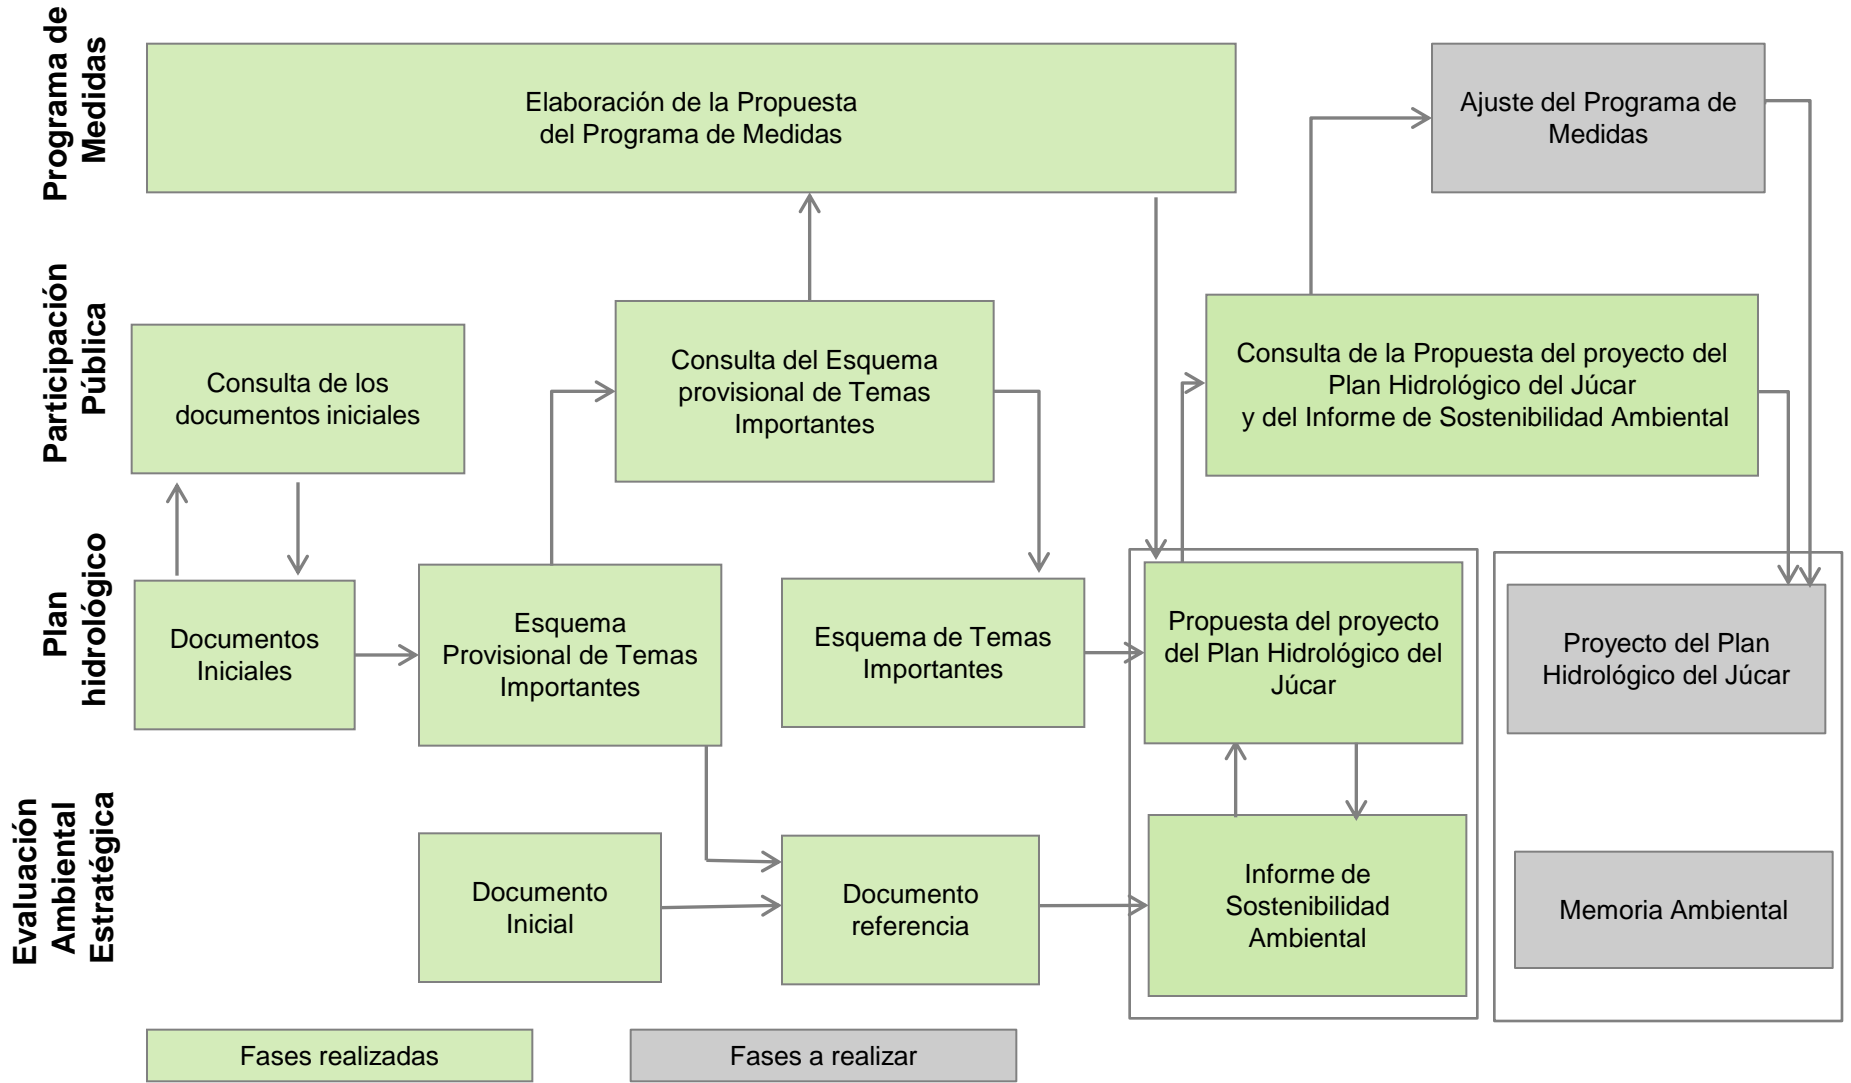 Programa de
Medidas
Elaboración de la Propuesta
del Programa de Medidas
Ajuste del Programa de
Medidas
Participación
Pública
Consulta de los
documentos iniciales
Consulta del Esquema
provisional de Temas
Importantes
Consulta de la Propuesta del proyecto del
Plan Hidrológico del Júcar
y del Informe de Sostenibilidad Ambiental
Plan
hidrológico
Documentos
Iniciales
Esquema
Provisional de Temas
Importantes
Esquema de Temas
Importantes
Propuesta del proyecto
del Plan Hidrológico del
Júcar
Proyecto del Plan
Hidrológico del Júcar
Evaluación
Ambiental
Estratégica
Documento
Inicial
Documento
referencia
Informe de
Sostenibilidad
Ambiental
Memoria Ambiental
Fases realizadas
Fases a realizar